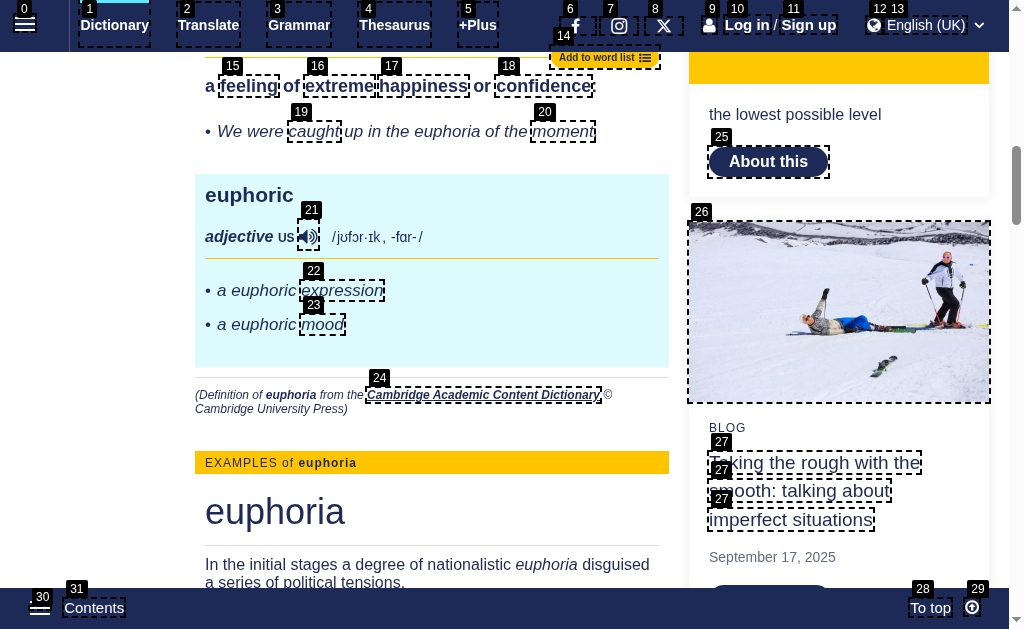 Dictionary Translate Grammar Thesaurus +Plus Log in / Sign up English (UK)
0 1 2 3 4 5 6 7 8 9 10 11 12 13
14
Add to word list
15 16 17 18
a feeling of extreme happiness or confidence:
19 20
• We were caught up in the euphoria of the moment.
euphoric
21
adjective US /juˈfɔr·ɪk, -ˈfɑr-/
22
• a euphoric expression
23
• a euphoric mood
24
(Definition of euphoria from the Cambridge Academic Content Dictionary ©
Cambridge University Press)
EXAMPLES of euphoria
euphoria
In the initial stages a degree of nationalistic euphoria disguised
a series of political tensions.
the lowest possible level
25
About this
26
BLOG
27
Taking the rough with the
27
smooth: talking about
27
imperfect situations
September 17, 2025
30 31 28 29
Contents To top